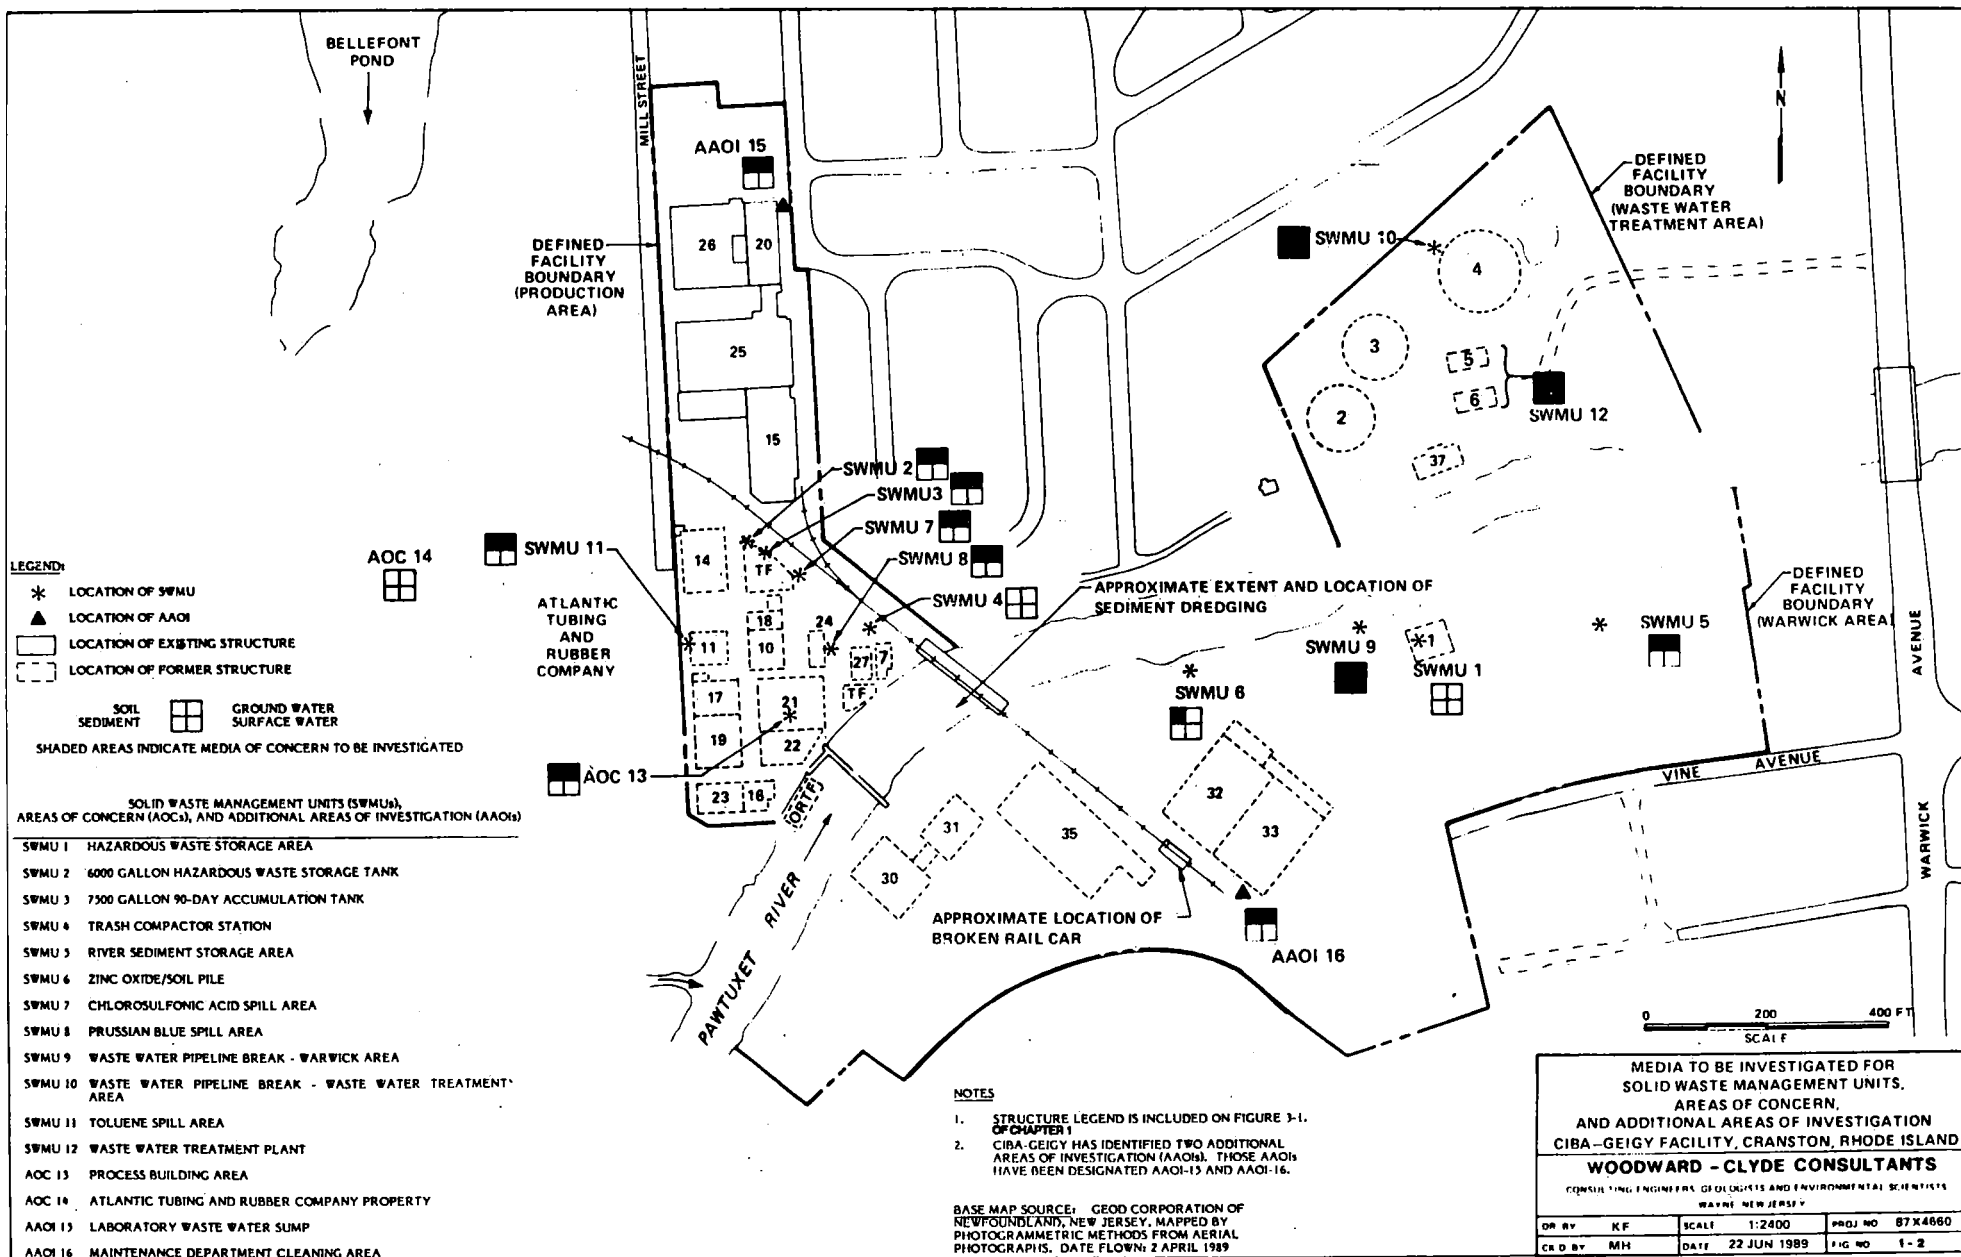 BELLEFONT
POND
MILL STREET
AAOI 15
DEFINED
FACILITY
BOUNDARY
(PRODUCTION
AREA)
26
20
25
15
DEFINED
FACILITY
BOUNDARY
(WASTE WATER
TREATMENT AREA)
N
SWMU 10
4
3
2
5
6
37
SWMU 12
SWMU 2
SWMU3
SWMU 7
SWMU 8
SWMU 4
SWMU 11
AOC 14
ATLANTIC
TUBING
AND
RUBBER
COMPANY
14
TF
18
24
11
10
27
7
17
21
TF
19
22
23
16
ORTF
AOC 13
APPROXIMATE EXTENT AND LOCATION OF
SEDIMENT DREDGING
SWMU 6
SWMU 9
1
SWMU 1
SWMU 5
DEFINED
FACILITY
BOUNDARY
(WARWICK AREA)
VINE AVENUE
WARWICK
AVENUE
30
31
35
32
33
APPROXIMATE LOCATION OF
BROKEN RAIL CAR
AAOI 16
PAWTUXET RIVER
LEGEND:
LOCATION OF SWMU
LOCATION OF AAOI
LOCATION OF EXISTING STRUCTURE
LOCATION OF FORMER STRUCTURE
SOIL
SEDIMENT
GROUND WATER
SURFACE WATER
SHADED AREAS INDICATE MEDIA OF CONCERN TO BE INVESTIGATED
SOLID WASTE MANAGEMENT UNITS (SWMUs),
AREAS OF CONCERN (AOCs), AND ADDITIONAL AREAS OF INVESTIGATION (AAOIs)
SWMU 1 HAZARDOUS WASTE STORAGE AREA
SWMU 2 6000 GALLON HAZARDOUS WASTE STORAGE TANK
SWMU 3 7500 GALLON 90-DAY ACCUMULATION TANK
SWMU 4 TRASH COMPACTOR STATION
SWMU 5 RIVER SEDIMENT STORAGE AREA
SWMU 6 ZINC OXIDE/SOIL PILE
SWMU 7 CHLOROSULFONIC ACID SPILL AREA
SWMU 8 PRUSSIAN BLUE SPILL AREA
SWMU 9 WASTE WATER PIPELINE BREAK - WARWICK AREA
SWMU 10 WASTE WATER PIPELINE BREAK - WASTE WATER TREATMENT
AREA
SWMU 11 TOLUENE SPILL AREA
SWMU 12 WASTE WATER TREATMENT PLANT
AOC 13 PROCESS BUILDING AREA
AOC 14 ATLANTIC TUBING AND RUBBER COMPANY PROPERTY
AAOI 15 LABORATORY WASTE WATER SUMP
AAOI 16 MAINTENANCE DEPARTMENT CLEANING AREA
NOTES
1. STRUCTURE LEGEND IS INCLUDED ON FIGURE 3-1.
OF CHAPTER 1
2. CIBA-GEIGY HAS IDENTIFIED TWO ADDITIONAL
AREAS OF INVESTIGATION (AAOIs). THOSE AAOIs
HAVE BEEN DESIGNATED AAOI-15 AND AAOI-16.
BASE MAP SOURCE: GEOD CORPORATION OF
NEWFOUNDLAND, NEW JERSEY. MAPPED BY
PHOTOGRAMMETRIC METHODS FROM AERIAL
PHOTOGRAPHS. DATE FLOWN: 2 APRIL 1989
0 200 400 FT
SCALE
MEDIA TO BE INVESTIGATED FOR
SOLID WASTE MANAGEMENT UNITS,
AREAS OF CONCERN,
AND ADDITIONAL AREAS OF INVESTIGATION
CIBA-GEIGY FACILITY, CRANSTON, RHODE ISLAND
WOODWARD - CLYDE CONSULTANTS
CONSULTING ENGINEERS, GEOLOGISTS AND ENVIRONMENTAL SCIENTISTS
WAYNE NEW JERSEY
DR BY KF SCALE 1:2400 PROJ NO 87X4660
CK D BY MH DATE 22 JUN 1989 FIG NO 1-2